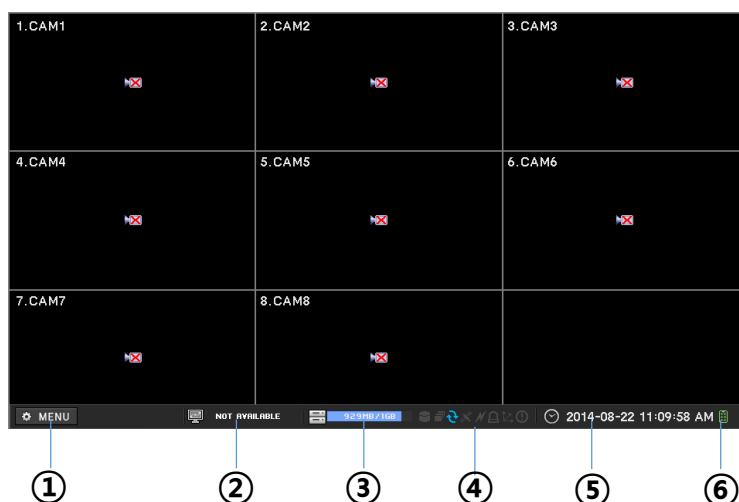 1.CAM1
2.CAM2
3.CAM3
4.CAM4
5.CAM5
6.CAM6
7.CAM7
8.CAM8
MENU NOT AVAILABLE 929MB/1GB 2014-08-22 11:09:58 AM
① ② ③ ④ ⑤ ⑥